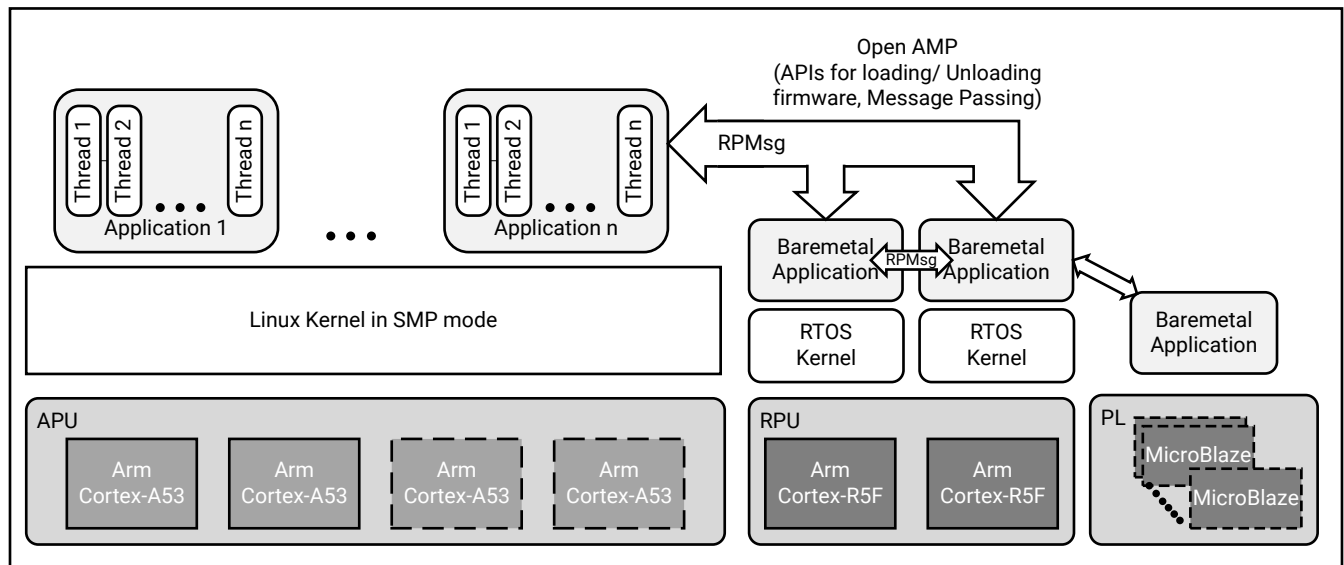 Open AMP
(APIs for loading/ Unloading
firmware, Message Passing)
Thread 1
Thread 2
Thread n
Application 1
Thread 1
Thread 2
Thread n
Application n
RPMsg
Baremetal
Application
RPMsg
Baremetal
Application
Linux Kernel in SMP mode
RTOS
Kernel
RTOS
Kernel
Baremetal
Application
APU
Arm
Cortex-A53
Arm
Cortex-A53
Arm
Cortex-A53
Arm
Cortex-A53
RPU
Arm
Cortex-R5F
Arm
Cortex-R5F
PL
MicroBlaze
MicroBlaze